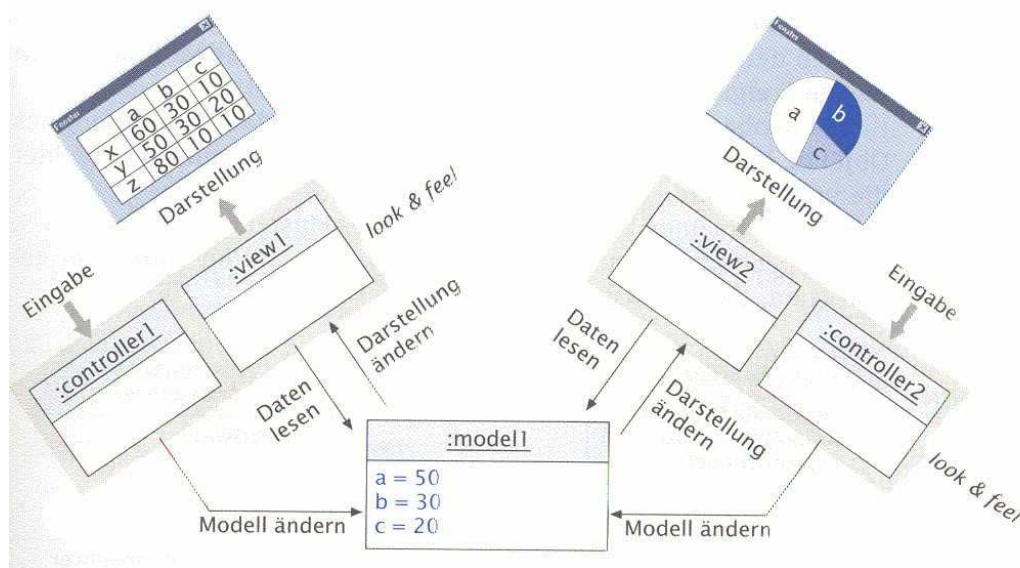 Fenster
a b c
x 60 30 10
y 50 30 20
z 80 10 10
Darstellung
Eingabe
:controller1
:view1
look & feel
Daten
lesen
Darstellung
ändern
Modell ändern
:model1
a = 50
b = 30
c = 20
Fenster
a
b
c
Darstellung
:view2
Eingabe
:controller2
look & feel
Daten
lesen
Darstellung
ändern
Modell ändern